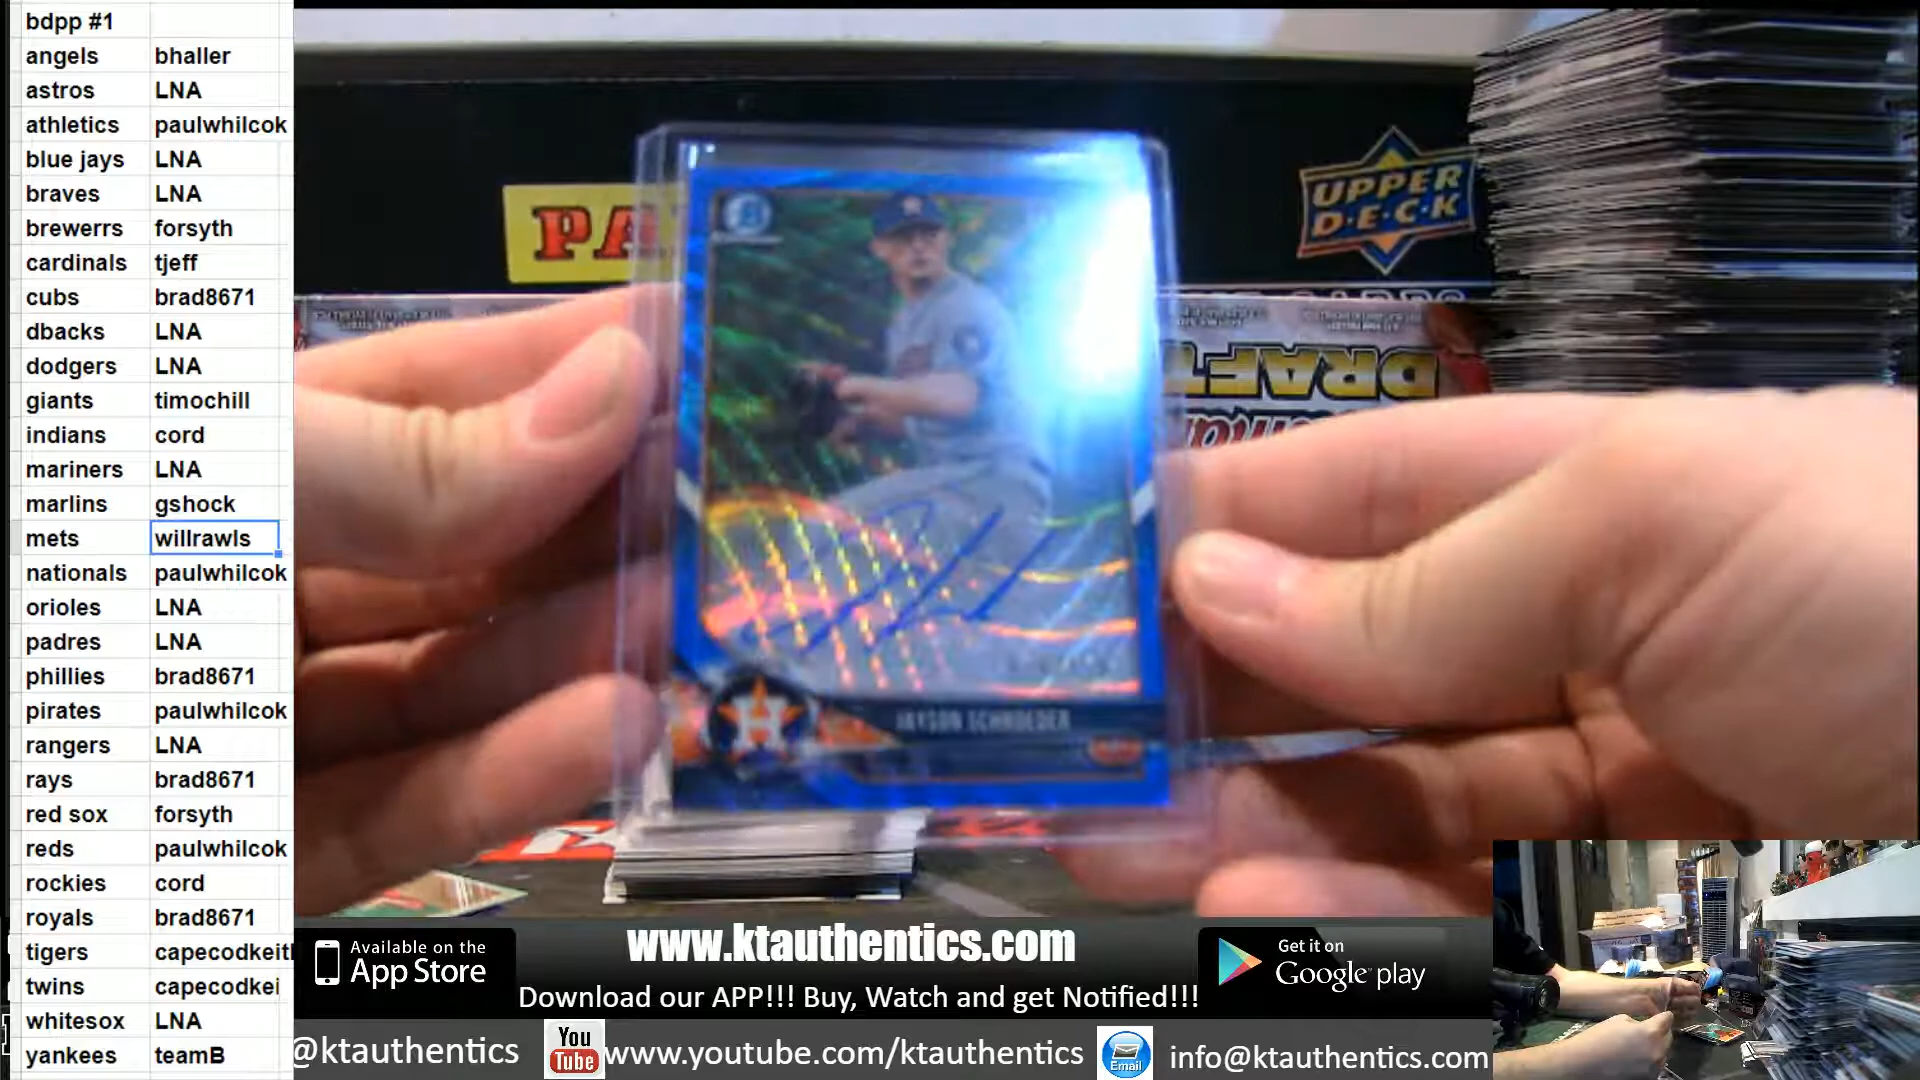 bdpp #1
angels bhaller
astros LNA
athletics paulwhilcok
blue jays LNA
braves LNA
brewerrs forsyth
cardinals tjeff
cubs brad8671
dbacks LNA
dodgers LNA
giants timochill
indians cord
mariners LNA
marlins gshock
mets willrawls
nationals paulwhilcok
orioles LNA
padres LNA
phillies brad8671
pirates paulwhilcok
rangers LNA
rays brad8671
red sox forsyth
reds paulwhilcok
rockies cord
royals brad8671
tigers capecodkeith
twins capecodkei
whitesox LNA
yankees teamB
PA
UPPER
D·E·C·K
DRAFT
H
JAYSON SCHROEDER
Available on the
App Store
www.ktauthentics.com
Download our APP!!! Buy, Watch and get Notified!!!
Get it on
Google play
@ktauthentics
You
Tube
www.youtube.com/ktauthentics
Email
info@ktauthentics.com